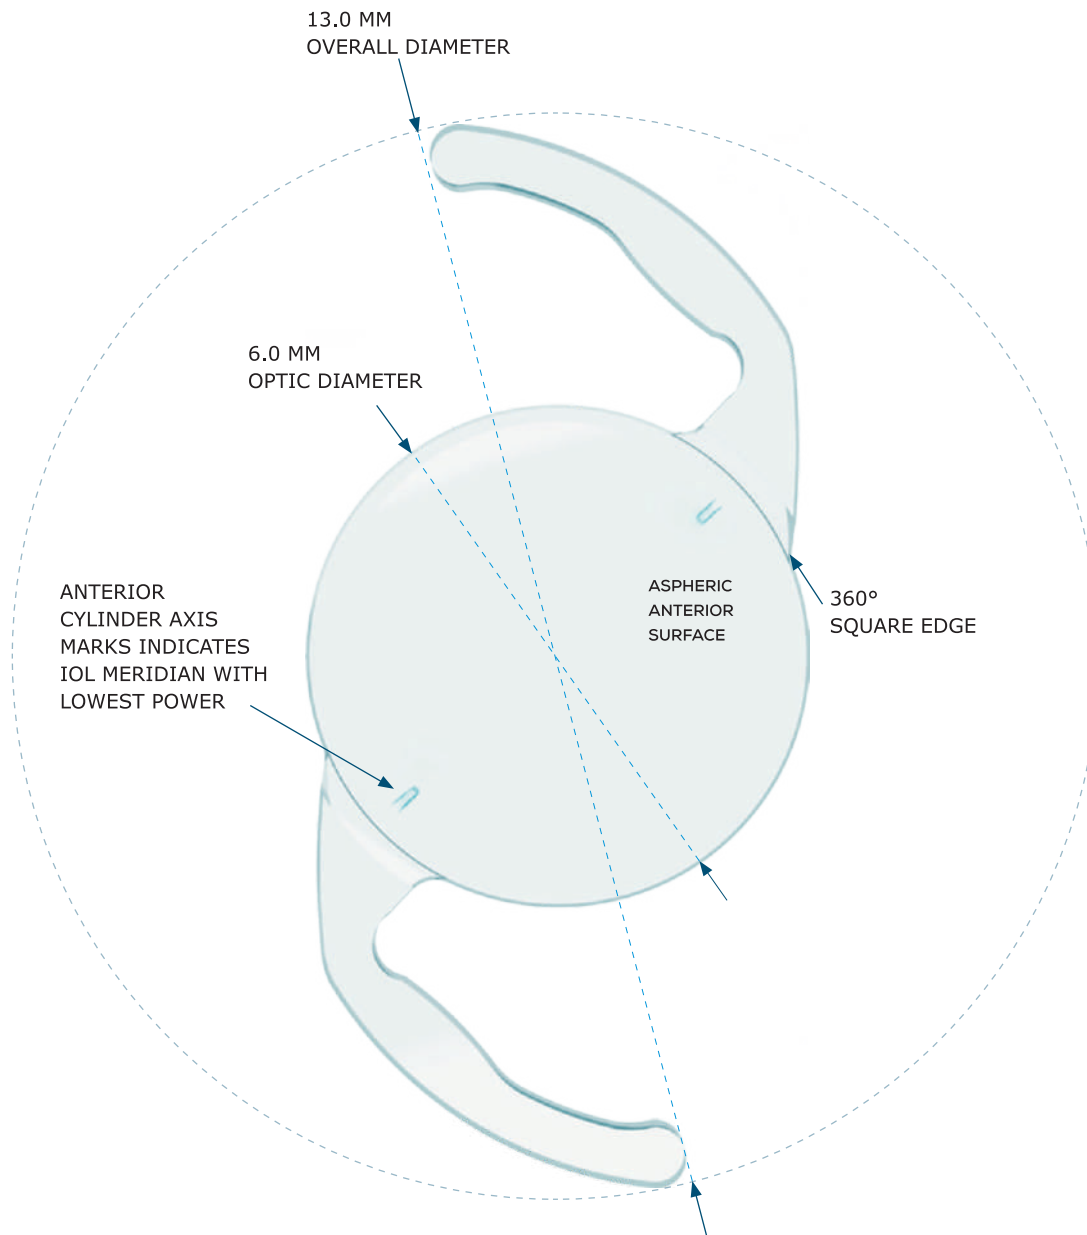 13.0 MM
OVERALL DIAMETER
6.0 MM
OPTIC DIAMETER
ASPHERIC
ANTERIOR
SURFACE
360°
SQUARE EDGE
ANTERIOR
CYLINDER AXIS
MARKS INDICATES
IOL MERIDIAN WITH
LOWEST POWER